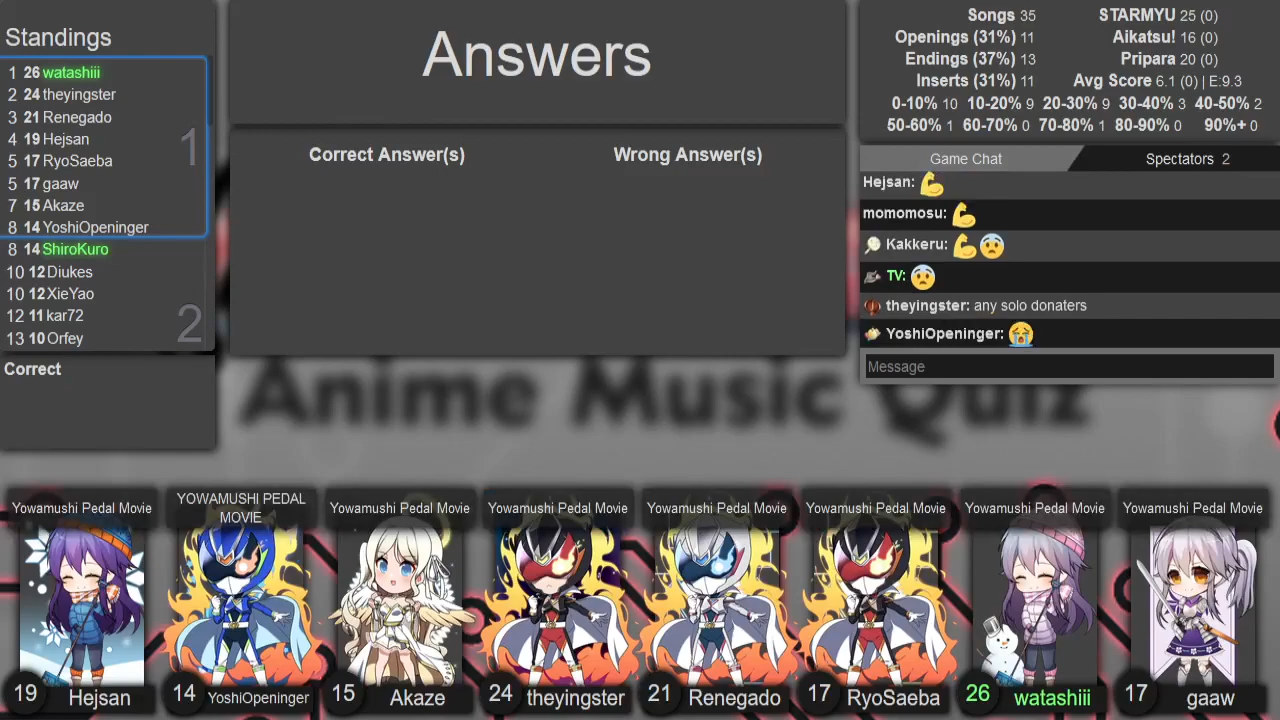 Standings
1 26 watashiii
2 24 theyingster
3 21 Renegado
4 19 Hejsan
5 17 RyoSaeba
5 17 gaaw
7 15 Akaze
8 14 YoshiOpeninger
1
8 14 ShiroKuro
10 12 Diukes
10 12 XieYao
12 11 kar72
13 10 Orfey
2
Correct
Answers
Correct Answer(s) Wrong Answer(s)
Songs 35 STARMYU 25 (0)
Openings (31%) 11 Aikatsu! 16 (0)
Endings (37%) 13 Pripara 20 (0)
Inserts (31%) 11 Avg Score 6.1 (0) | E:9.3
0-10% 10 10-20% 9 20-30% 9 30-40% 3 40-50% 2
50-60% 1 60-70% 0 70-80% 1 80-90% 0 90%+ 0
Game Chat Spectators 2
Hejsan: 💪
momomosu: 💪
Kakkeru: 💪😨
TV: 😨
theyingster: any solo donaters
YoshiOpeninger: 😭
Message
Anime Music Quiz
Yowamushi Pedal Movie
YOWAMUSHI PEDAL
MOVIE
Yowamushi Pedal Movie
Yowamushi Pedal Movie
Yowamushi Pedal Movie
Yowamushi Pedal Movie
Yowamushi Pedal Movie
Yowamushi Pedal Movie
19 Hejsan
14 YoshiOpeninger
15 Akaze
24 theyingster
21 Renegado
17 RyoSaeba
26 watashiii
17 gaaw